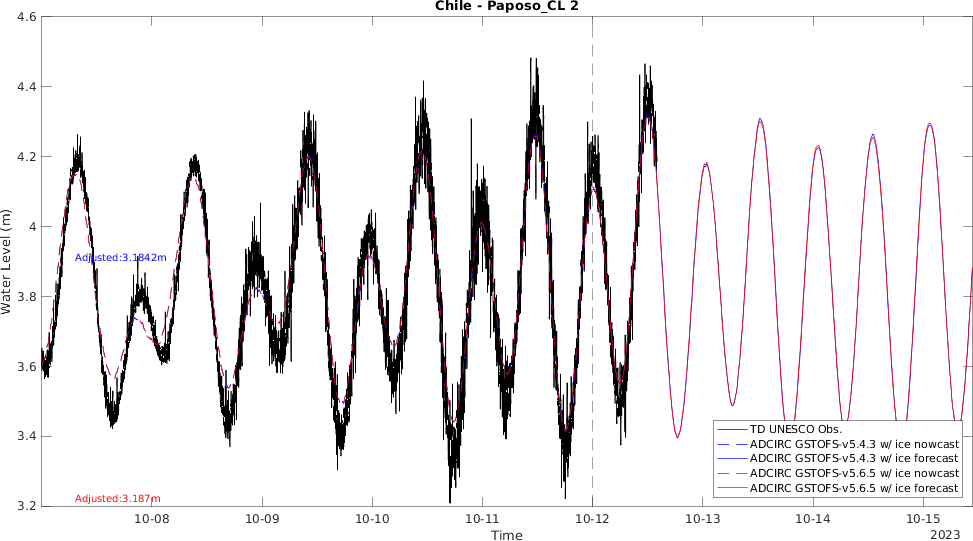 Chile - Paposo_CL 2
4.6
4.4
4.2
4
3.8
3.6
3.4
3.2
Water Level (m)
Adjusted:3.1842m
Adjusted:3.187m
TD UNESCO Obs.
ADCIRC GSTOFS-v5.4.3 w/ ice nowcast
ADCIRC GSTOFS-v5.4.3 w/ ice forecast
ADCIRC GSTOFS-v5.6.5 w/ ice nowcast
ADCIRC GSTOFS-v5.6.5 w/ ice forecast
10-08 10-09 10-10 10-11 10-12 10-13 10-14 10-15
Time
2023